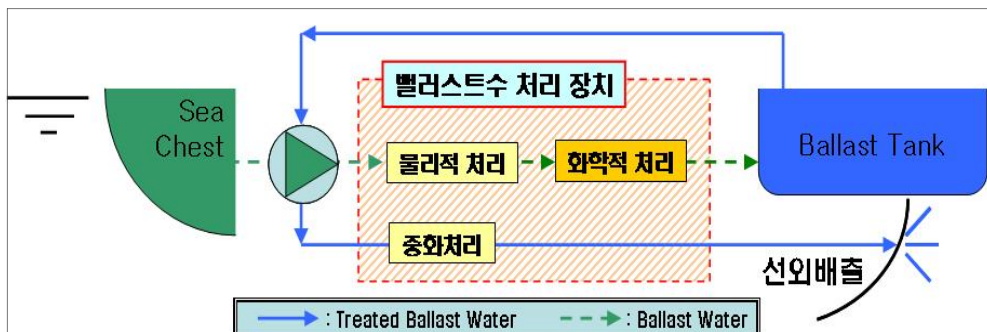 밸러스트수 처리 장치
Sea
Chest
물리적 처리
화학적 처리
Ballast Tank
중화처리
선외배출
: Treated Ballast Water
: Ballast Water